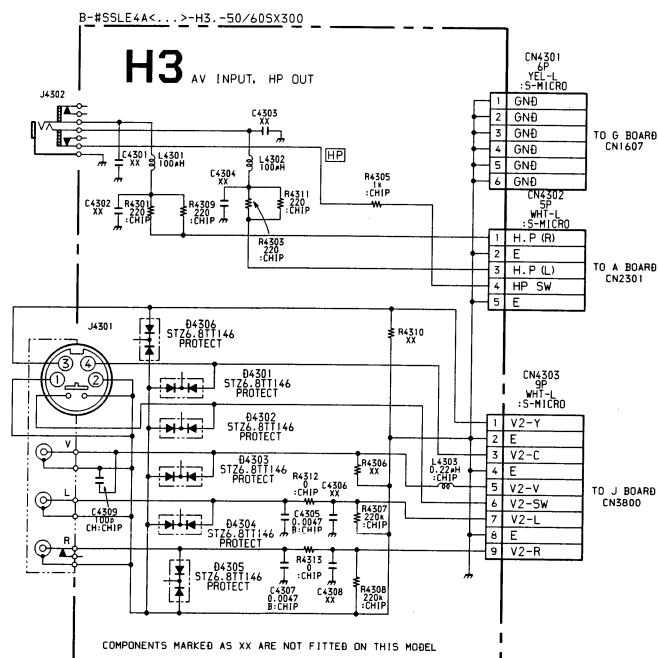 B-#SSLE4A<...>-H3.-50/60SX300
H3 AV INPUT, HP OUT
J4302
C4303
XX
C4301
XX
L4301
100μH
L4302
100μH
C4304
XX
HP
C4302
XX
R4301
220
:CHIP
R4309
220
:CHIP
R4303
220
:CHIP
R4311
220
:CHIP
R4305
1k
:CHIP
CN4301
6P
YEL-L
:S-MICRO
1 GND
2 GND
3 GND
4 GND
5 GND
6 GND
TO G BOARD
CN1607
CN4302
5P
WHT-L
:S-MICRO
1 H.P(R)
2 E
3 H.P(L)
4 HP SW
5 E
TO A BOARD
CN2301
J4301
3 4
1 2
D4306
STZ6.8TT146
PROTECT
R4310
XX
D4301
STZ6.8TT146
PROTECT
D4302
STZ6.8TT146
PROTECT
D4303
STZ6.8TT146
PROTECT
D4304
STZ6.8TT146
PROTECT
D4305
STZ6.8TT146
PROTECT
V
L
R
C4309
100p
CH:CHIP
R4312
0
:CHIP
C4306
XX
R4306
XX
L4303
0.22μH
:CHIP
C4305
0.0047
B:CHIP
R4307
220k
:CHIP
R4313
0
:CHIP
C4307
0.0047
B:CHIP
C4308
XX
R4308
220k
:CHIP
CN4303
9P
WHT-L
:S-MICRO
1 V2-Y
2 E
3 V2-C
4 E
5 V2-V
6 V2-SW
7 V2-L
8 E
9 V2-R
TO J BOARD
CN3800
COMPONENTS MARKED AS XX ARE NOT FITTED ON THIS MODEL